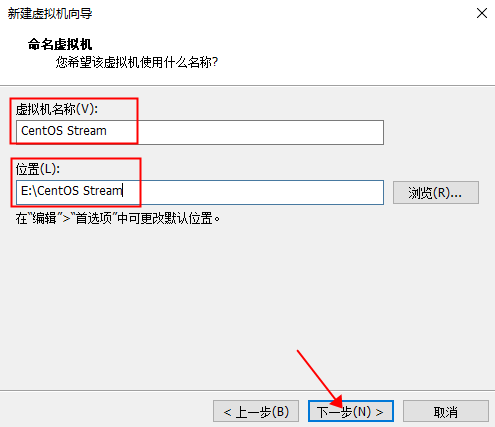 新建虚拟机向导
命名虚拟机
您希望该虚拟机使用什么名称?
虚拟机名称(V):
CentOS Stream
位置(L):
E:\CentOS Stream
浏览(R)...
在"编辑">"首选项"中可更改默认位置。
< 上一步(B)
下一步(N) >
取消